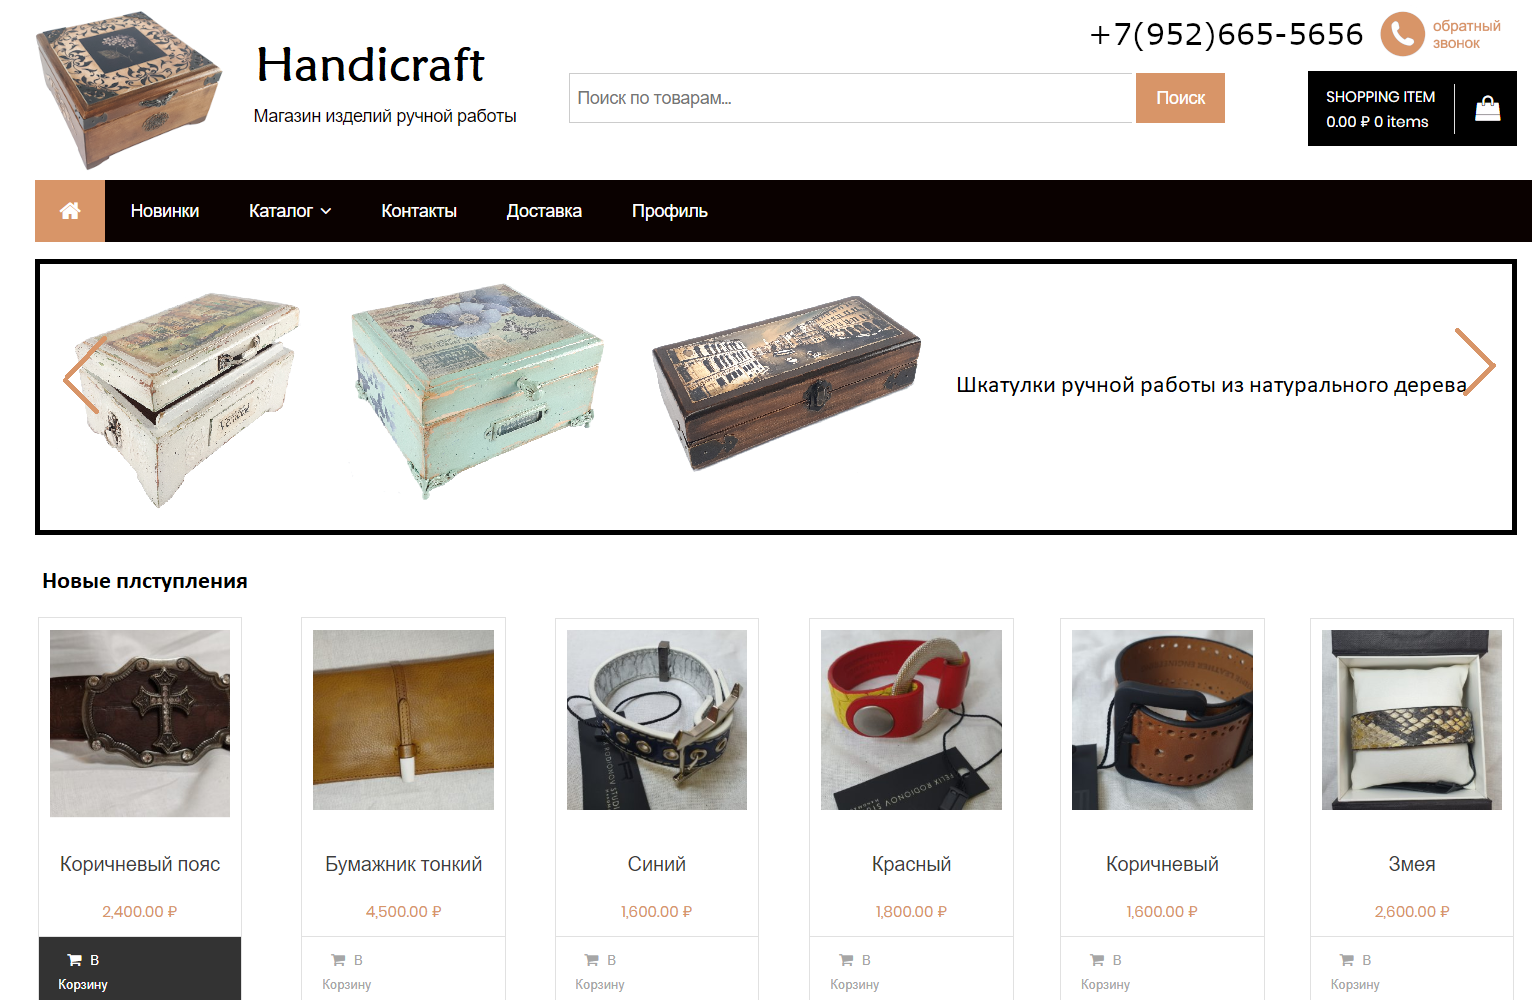 +7(952)665-5656
обратный
звонок
Handicraft
Магазин изделий ручной работы
Поиск по товарам...
Поиск
SHOPPING ITEM
0.00 ₽ 0 items
Новинки
Каталог
Контакты
Доставка
Профиль
Шкатулки ручной работы из натурального дерева
Новые плступления
FELIX RODIONOV STUDIO
Коричневый пояс
Бумажник тонкий
Синий
Красный
Коричневый
Змея
2,400.00 ₽
4,500.00 ₽
1,600.00 ₽
1,800.00 ₽
1,600.00 ₽
2,600.00 ₽
В
Корзину
В
Корзину
В
Корзину
В
Корзину
В
Корзину
В
Корзину